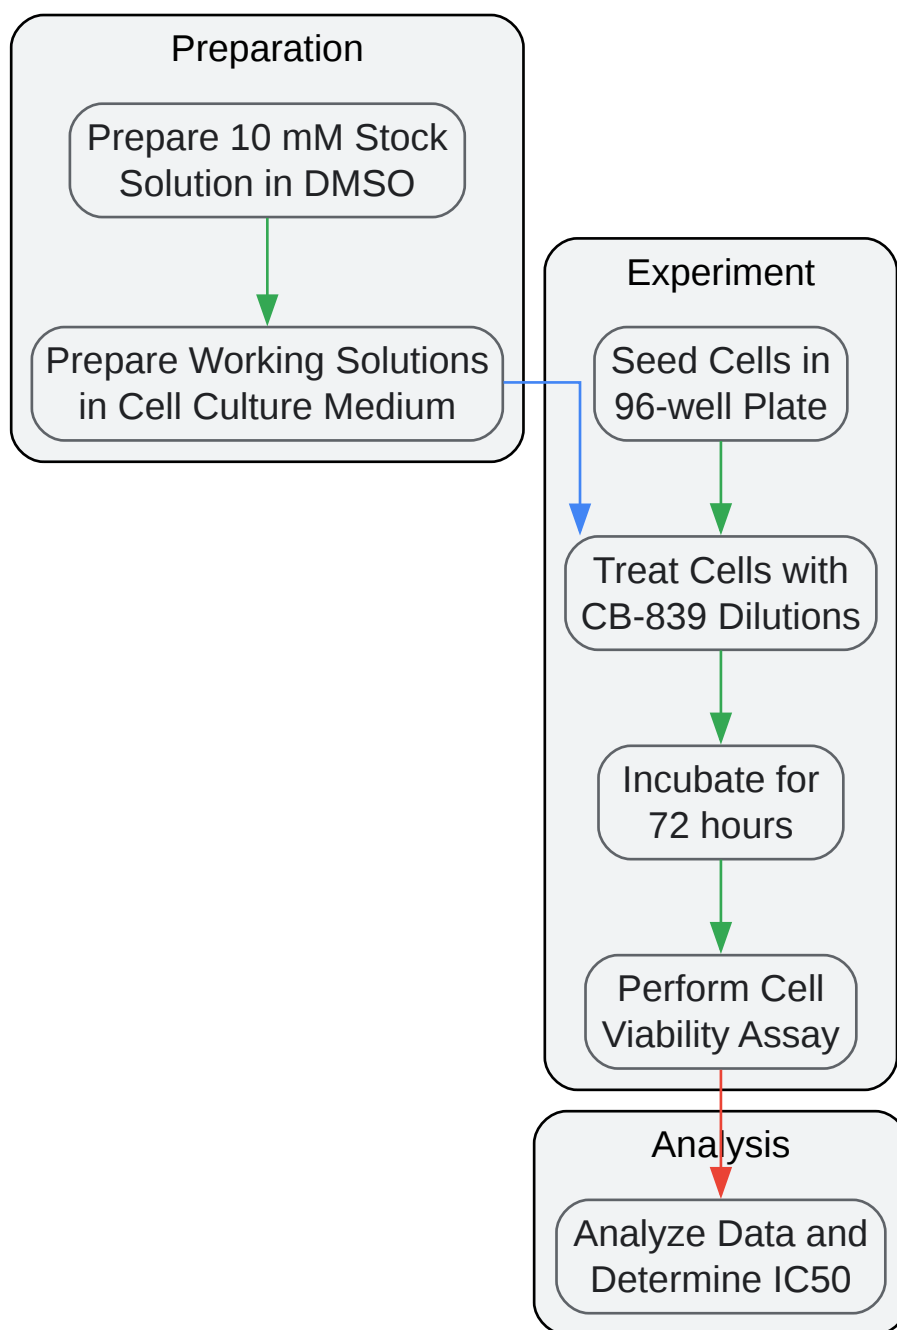 Preparation
Prepare 10 mM Stock
Solution in DMSO
Prepare Working Solutions
in Cell Culture Medium
Experiment
Seed Cells in
96-well Plate
Treat Cells with
CB-839 Dilutions
Incubate for
72 hours
Perform Cell
Viability Assay
Analysis
Analyze Data and
Determine IC50